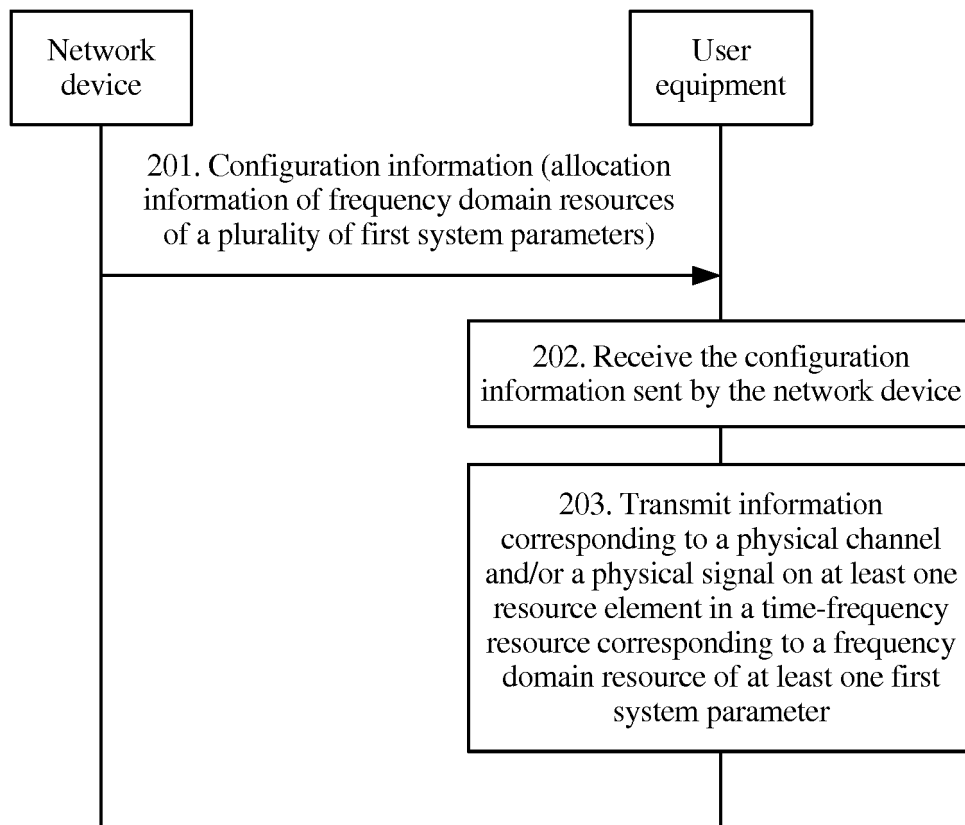 Network
device
User
equipment
201. Configuration information (allocation
information of frequency domain resources
of a plurality of first system parameters)
202. Receive the configuration
information sent by the network device
203. Transmit information
corresponding to a physical channel
and/or a physical signal on at least one
resource element in a time-frequency
resource corresponding to a frequency
domain resource of at least one first
system parameter